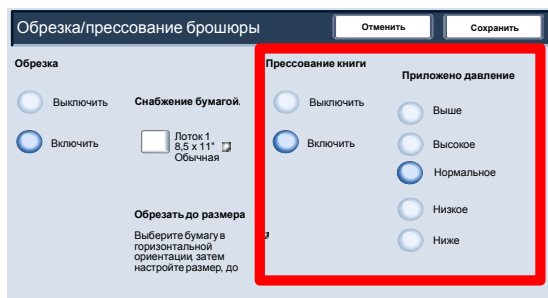 Обрезка/прессование брошюры
Отменить
Сохранить
Обрезка
Выключить
Включить
Снабжение бумагой.
Лоток 1
8,5 x 11"
Обычная
Обрезать до размера
Выберите бумагу в
горизонтальной
ориентации, затем
настройте размер, до
Прессование книги
Выключить
Включить
Приложено давление
Выше
Высокое
Нормальное
Низкое
Ниже